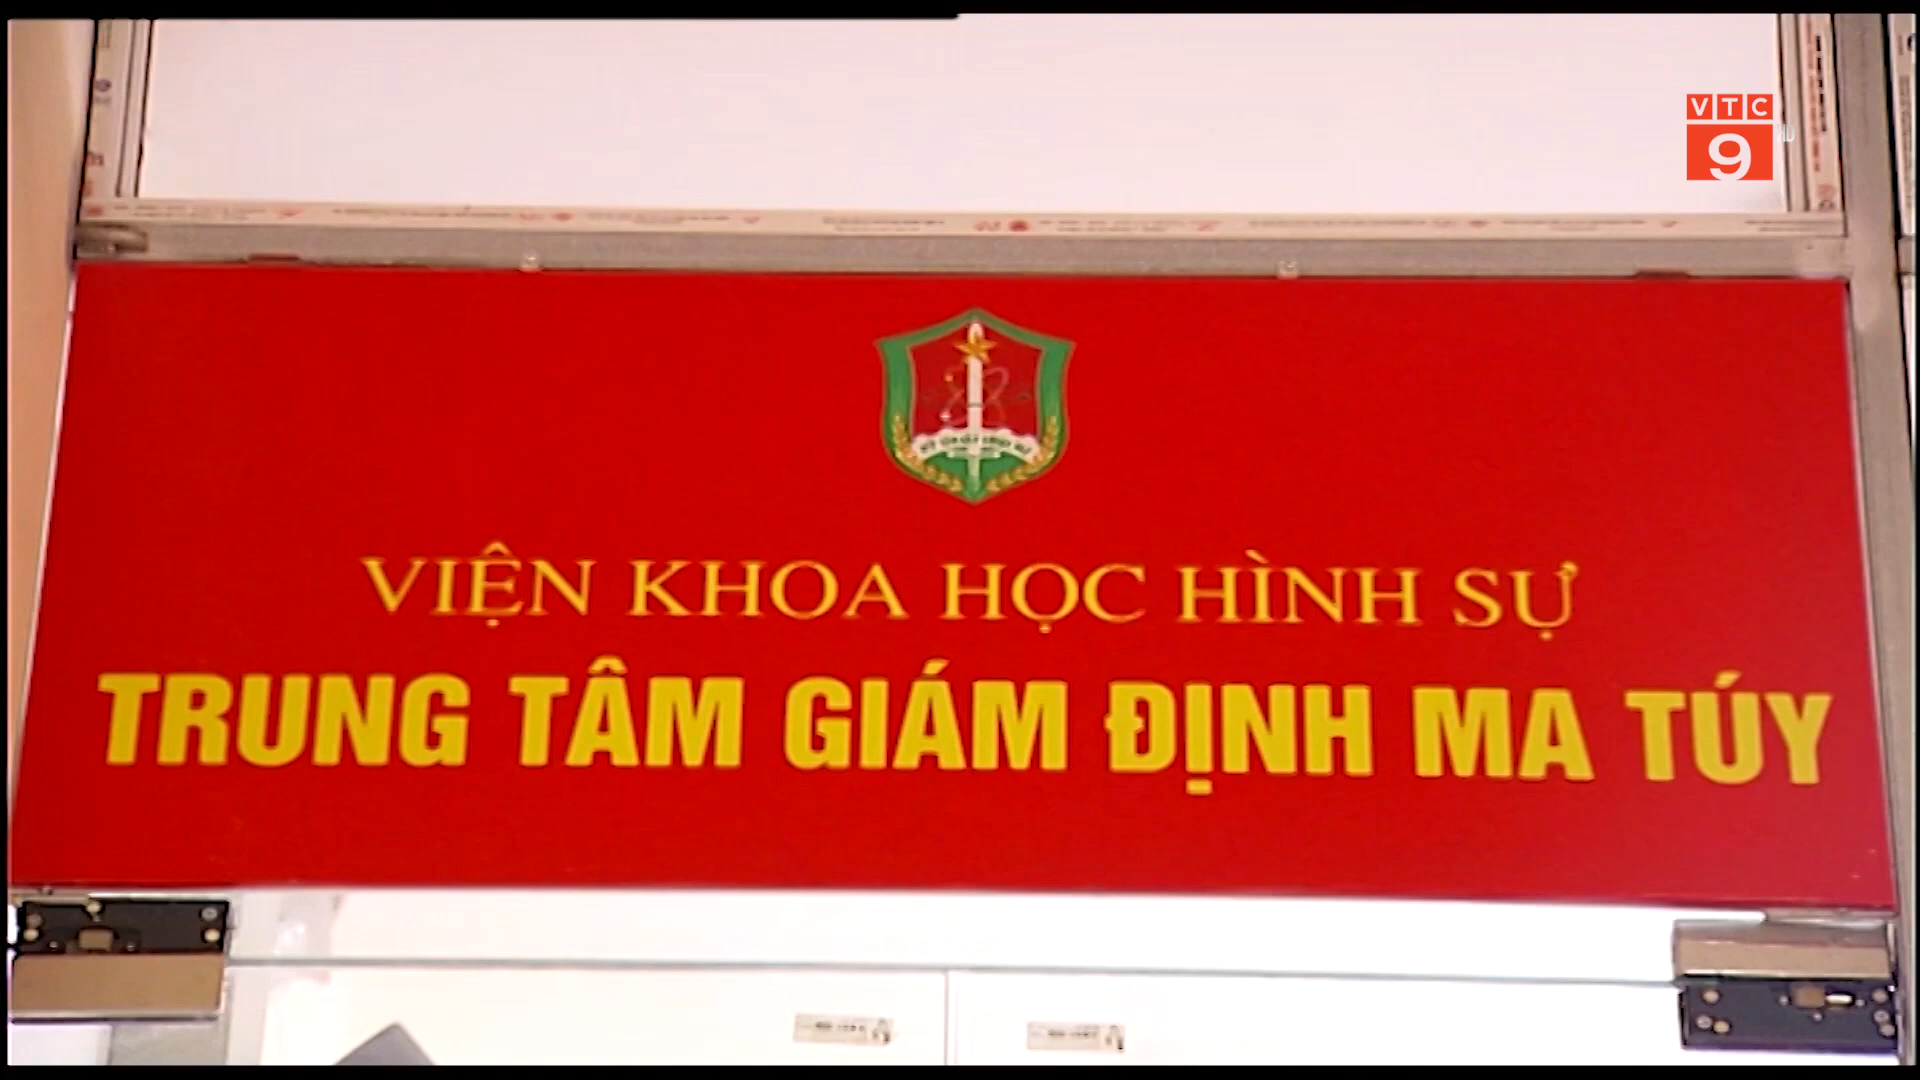 VTC
9
VIỆN KHOA HỌC HÌNH SỰ
TRUNG TÂM GIÁM ĐỊNH MA TÚY